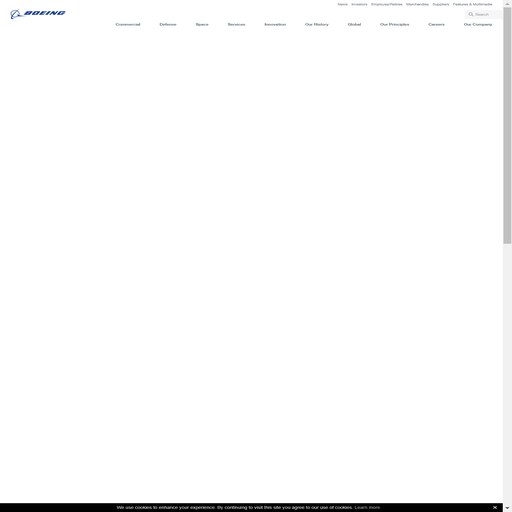 News Investors Employee/Retiree Merchandise Suppliers Features & Multimedia
BOEING
Search
Commercial Defense Space Services Innovation Our History Global Our Principles Careers Our Company
We use cookies to enhance your experience. By continuing to visit this site you agree to our use of cookies. Learn more ×